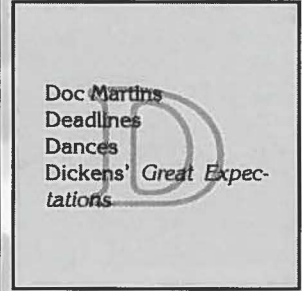 D
Doc Martins
Deadlines
Dances
Dickens' Great Expec-
tations